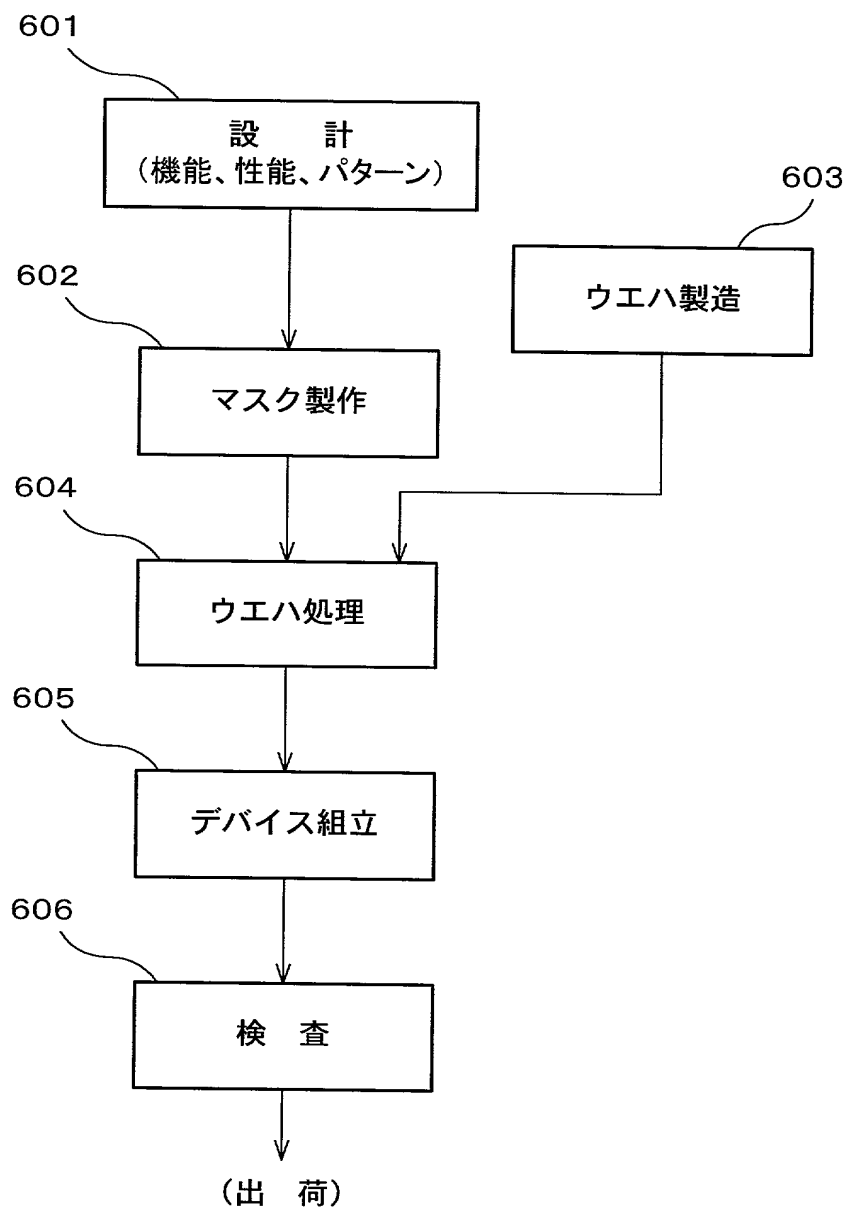 601
設 計
（機能、性能、パターン）
603
ウエハ製造
602
マスク製作
604
ウエハ処理
605
デバイス組立
606
検 査
（出 荷）